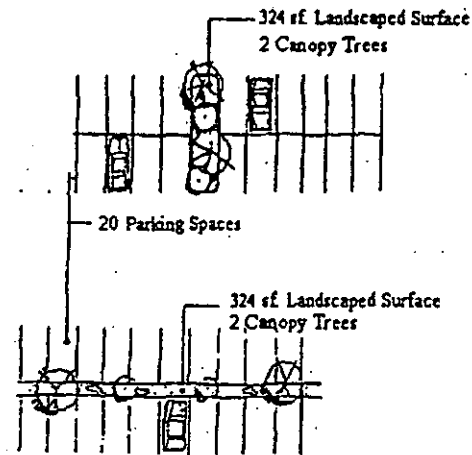 324 sf. Landscaped Surface
2 Canopy Trees
20 Parking Spaces
324 sf. Landscaped Surface
2 Canopy Trees